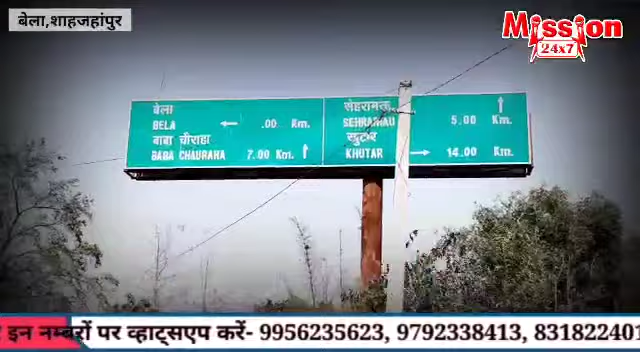 बेला,शाहजहांपुर
Mission
24x7
बेला
BELA ← .00 Km.
बाबा चौराहा
BABA CHAURAHA 7.00 Km. ↑
सेहरामऊ ↑
SEHRAMAU 5.00 Km.
खुटार
KHUTAR → 14.00 Km.
इन नम्बरों पर व्हाट्सएप करें- 9956235623, 9792338413, 831822401